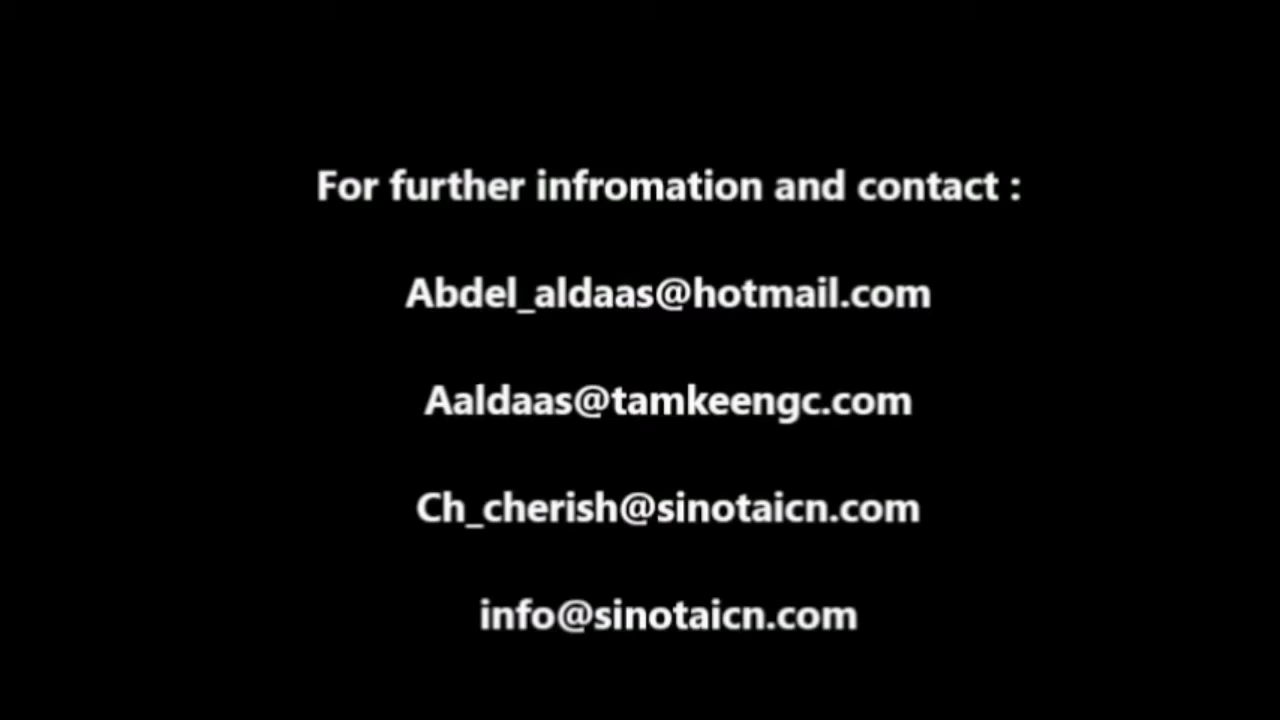 For further infromation and contact :
Abdel_aldaas@hotmail.com
Aaldaas@tamkeengc.com
Ch_cherish@sinotaicn.com
info@sinotaicn.com